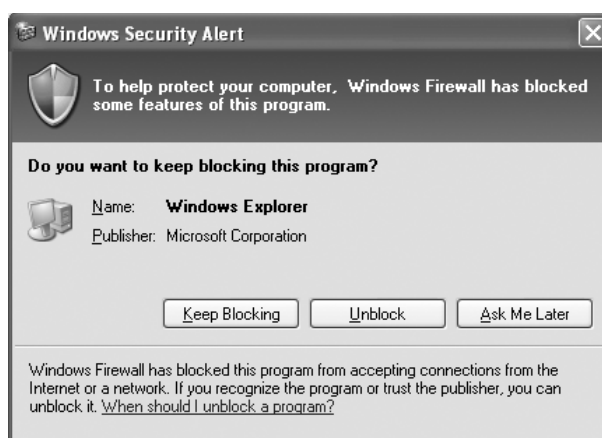 Windows Security Alert
To help protect your computer, Windows Firewall has blocked
some features of this program.
Do you want to keep blocking this program?
Name: Windows Explorer
Publisher: Microsoft Corporation
Keep Blocking Unblock Ask Me Later
Windows Firewall has blocked this program from accepting connections from the
Internet or a network. If you recognize the program or trust the publisher, you can
unblock it. When should I unblock a program?